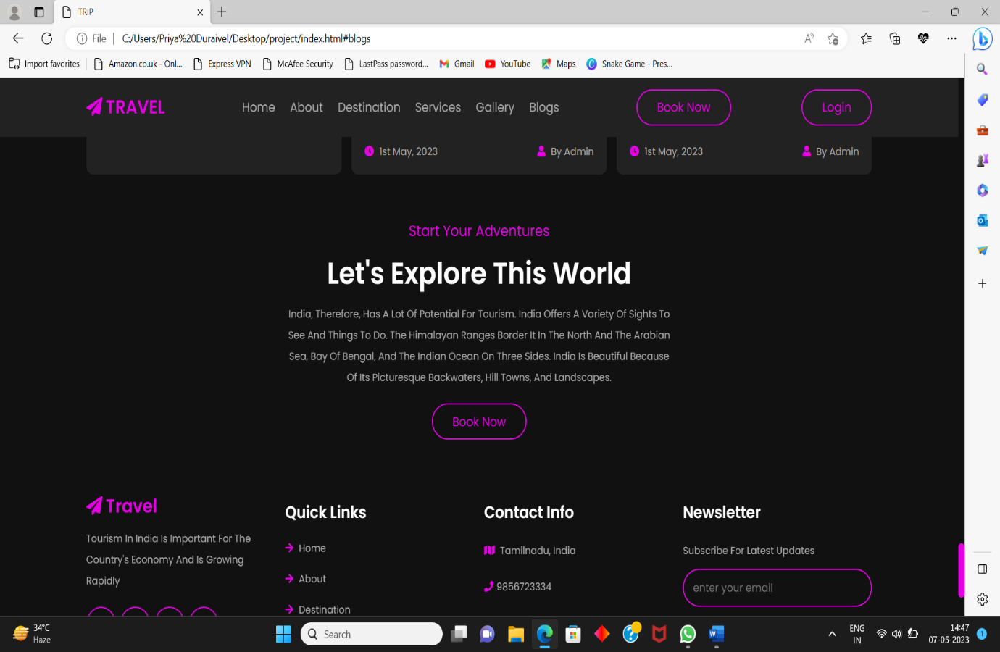 TRIP
File
C:/Users/Priya%20Duraivel/Desktop/project/index.html#blogs
Import favorites
Amazon.co.uk - Onl...
Express VPN
McAfee Security
LastPass password...
Gmail
YouTube
Maps
Snake Game - Pres...
TRAVEL
Home
About
Destination
Services
Gallery
Blogs
Book Now
Login
1st May, 2023
By Admin
1st May, 2023
By Admin
Start Your Adventures
Let's Explore This World
India, Therefore, Has A Lot Of Potential For Tourism. India Offers A Variety Of Sights To
See And Things To Do. The Himalayan Ranges Border It In The North And The Arabian
Sea, Bay Of Bengal, And The Indian Ocean On Three Sides. India Is Beautiful Because
Of Its Picturesque Backwaters, Hill Towns, And Landscapes.
Book Now
Travel
Tourism In India Is Important For The
Country's Economy And Is Growing
Rapidly
Quick Links
Home
About
Destination
Contact Info
Tamilnadu, India
9856723334
Newsletter
Subscribe For Latest Updates
enter your email
34°C
Haze
Search
ENG
IN
14:47
07-05-2023
1